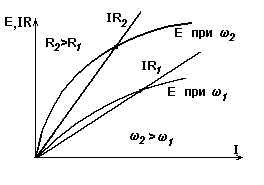 E,IR
IR₂
R₂>R₁
E при ω₂
IR₁
E при ω₁
ω₂ > ω₁
I